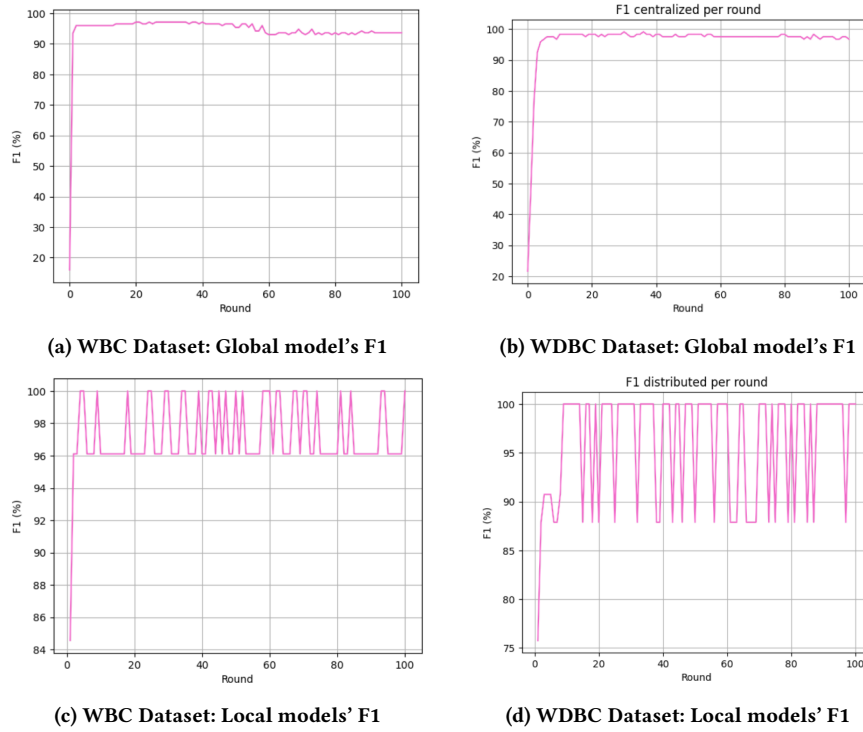 100
90
80
70
60
50
40
30
20
F1 (%)
0 20 40 60 80 100
Round
(a) WBC Dataset: Global model's F1
F1 centralized per round
100
90
80
70
60
50
40
30
20
F1 (%)
0 20 40 60 80 100
Round
(b) WDBC Dataset: Global model's F1
100
98
96
94
92
90
88
86
84
F1 (%)
0 20 40 60 80 100
Round
(c) WBC Dataset: Local models' F1
F1 distributed per round
100
95
90
85
80
75
F1 (%)
0 20 40 60 80 100
Round
(d) WDBC Dataset: Local models' F1